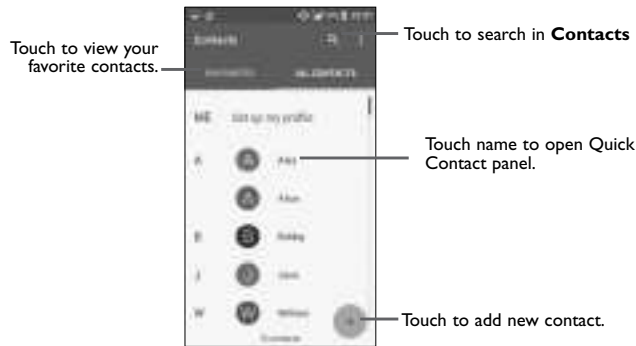 Touch to view your
favorite contacts.
Touch to search in Contacts
Touch name to open Quick
Contact panel.
Touch to add new contact.
Contacts
FAVORITES
ALL CONTACTS
ME Set up my profile
A A
A
B
J
W W William